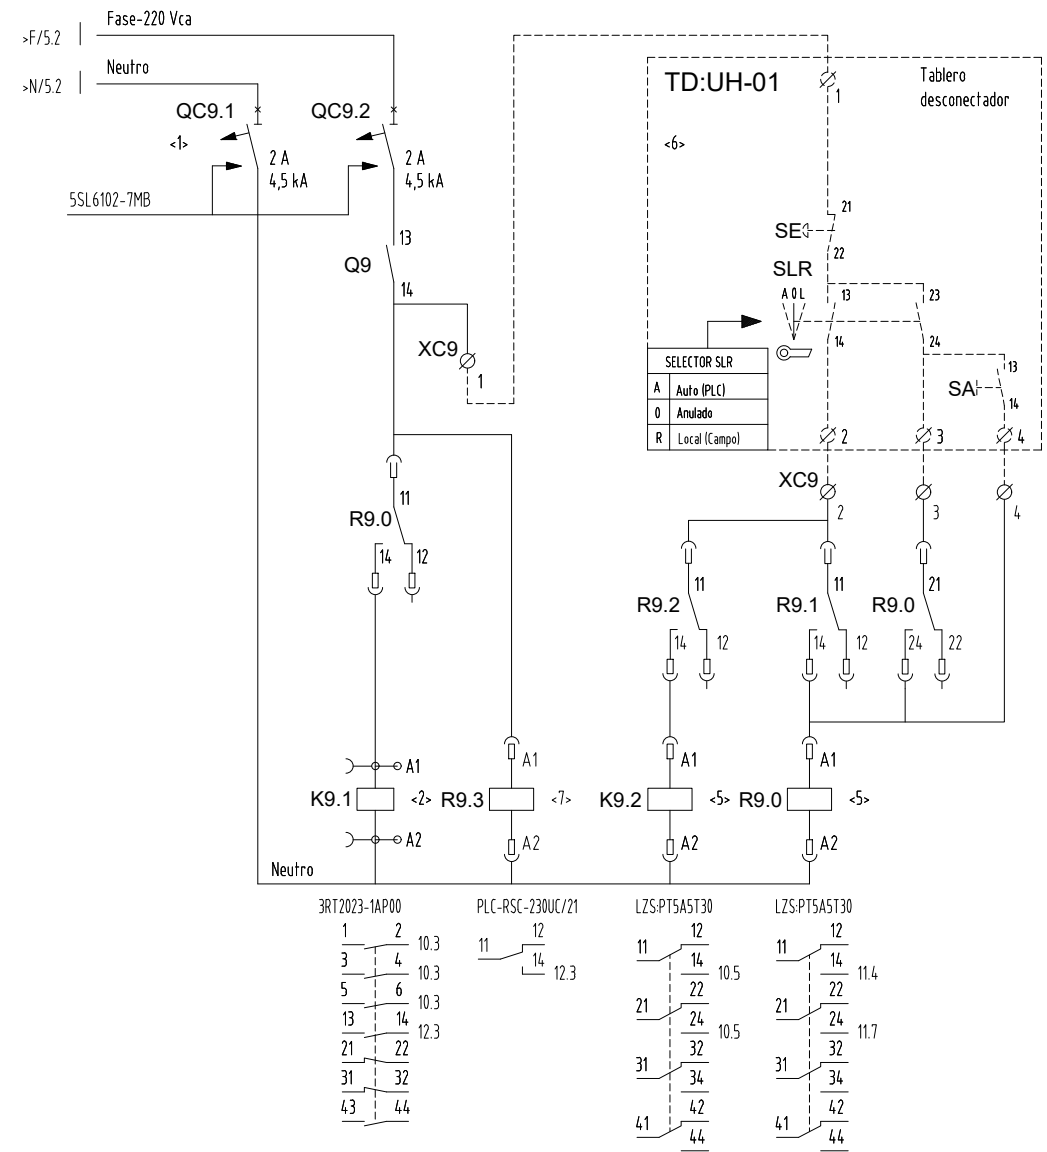 Fase-220 Vca
>F/5.2
Neutro
>N/5.2
QC9.1
QC9.2
<1>
2 A
4,5 kA
2 A
4,5 kA
5SL6102-7MB
13
Q9
14
XC9
1
TD:UH-01
Tablero
desconectador
1
<6>
21
SE
22
SLR
A 0 L
13
23
14
24
SELECTOR SLR
A Auto (PLC)
0 Anulado
R Local (Campo)
13
SA
14
2
3
4
XC9
2
3
4
11
R9.0
14
12
11
R9.2
14
12
11
R9.1
14
12
21
R9.0
24
22
A1
K9.1
<2>
A2
A1
R9.3
<7>
A2
A1
K9.2
<5>
A2
A1
R9.0
<5>
A2
Neutro
3RT2023-1AP00
1 2
10.3
3 4
10.3
5 6
10.3
13 14
12.3
21 22
31 32
43 44
PLC-RSC-230UC/21
12
11
14
12.3
LZS:PT5A5T30
12
11
14
10.5
22
21
24
10.5
32
31
34
42
41
44
LZS:PT5A5T30
12
11
14
11.4
22
21
24
11.7
32
31
34
42
41
44